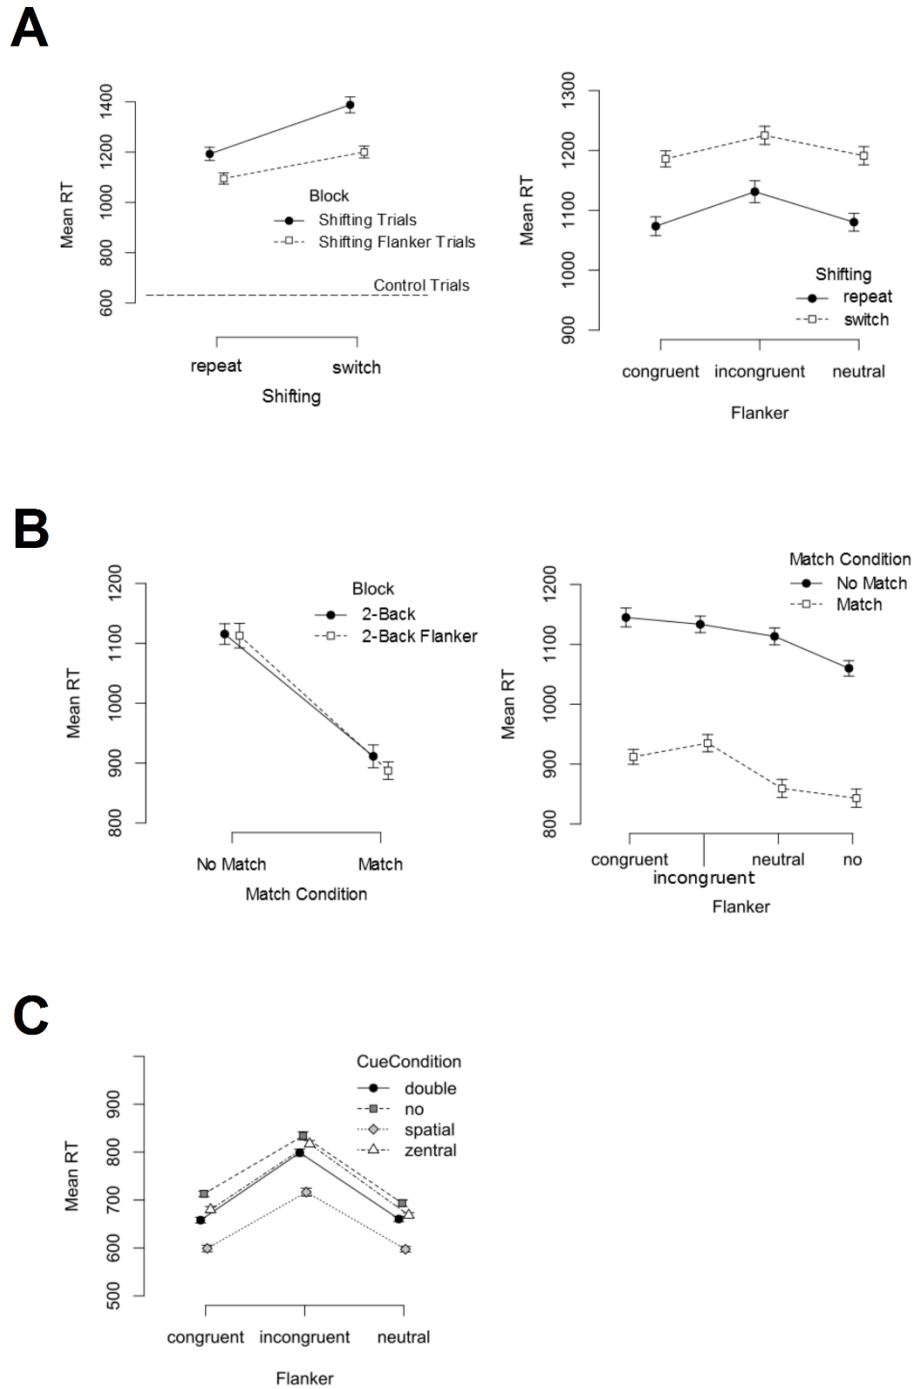 A
1400
1200
1000
800
600
Mean RT
Block
Shifting Trials
Shifting Flanker Trials
Control Trials
repeat
switch
Shifting
1300
1200
1100
1000
900
Mean RT
Shifting
repeat
switch
congruent
incongruent
neutral
Flanker
B
1200
1100
1000
900
800
Mean RT
Block
2-Back
2-Back Flanker
No Match
Match
Match Condition
1200
1100
1000
900
800
Mean RT
Match Condition
No Match
Match
congruent
incongruent
neutral
no
Flanker
C
900
800
700
600
500
Mean RT
CueCondition
double
no
spatial
zentral
congruent
incongruent
neutral
Flanker